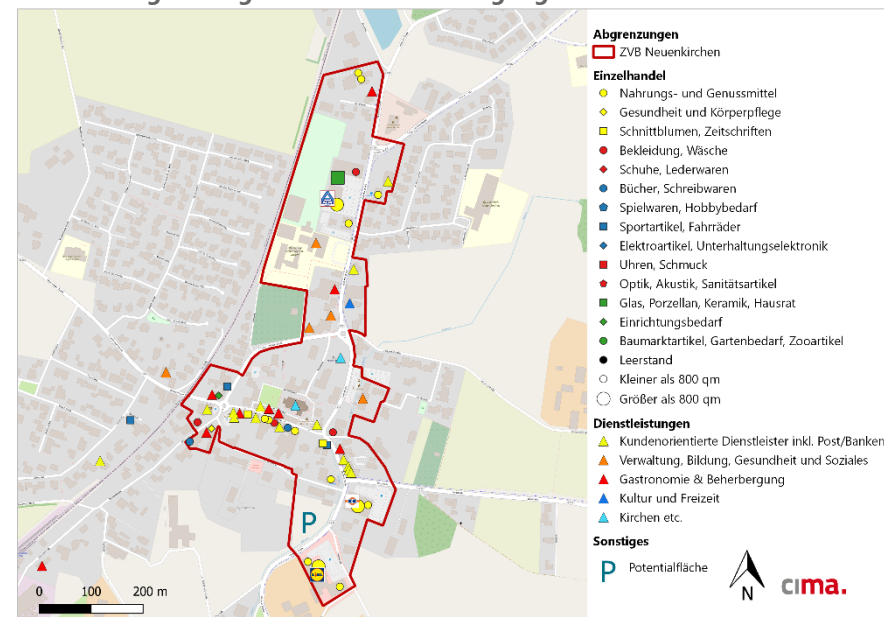 Abgrenzungen
ZVB Neuenkirchen
Einzelhandel
Nahrungs- und Genussmittel
Gesundheit und Körperpflege
Schnittblumen, Zeitschriften
Bekleidung, Wäsche
Schuhe, Lederwaren
Bücher, Schreibwaren
Spielwaren, Hobbybedarf
Sportartikel, Fahrräder
Elektroartikel, Unterhaltungselektronik
Uhren, Schmuck
Optik, Akustik, Sanitätsartikel
Glas, Porzellan, Keramik, Hausrat
Einrichtungsbedarf
Baumarktartikel, Gartenbedarf, Zooartikel
Leerstand
Kleiner als 800 qm
Größer als 800 qm
Dienstleistungen
Kundenorientierte Dienstleister inkl. Post/Banken
Verwaltung, Bildung, Gesundheit und Soziales
Gastronomie & Beherbergung
Kultur und Freizeit
Kirchen etc.
Sonstiges
P Potentialfläche
N
cima.
P
0 100 200 m